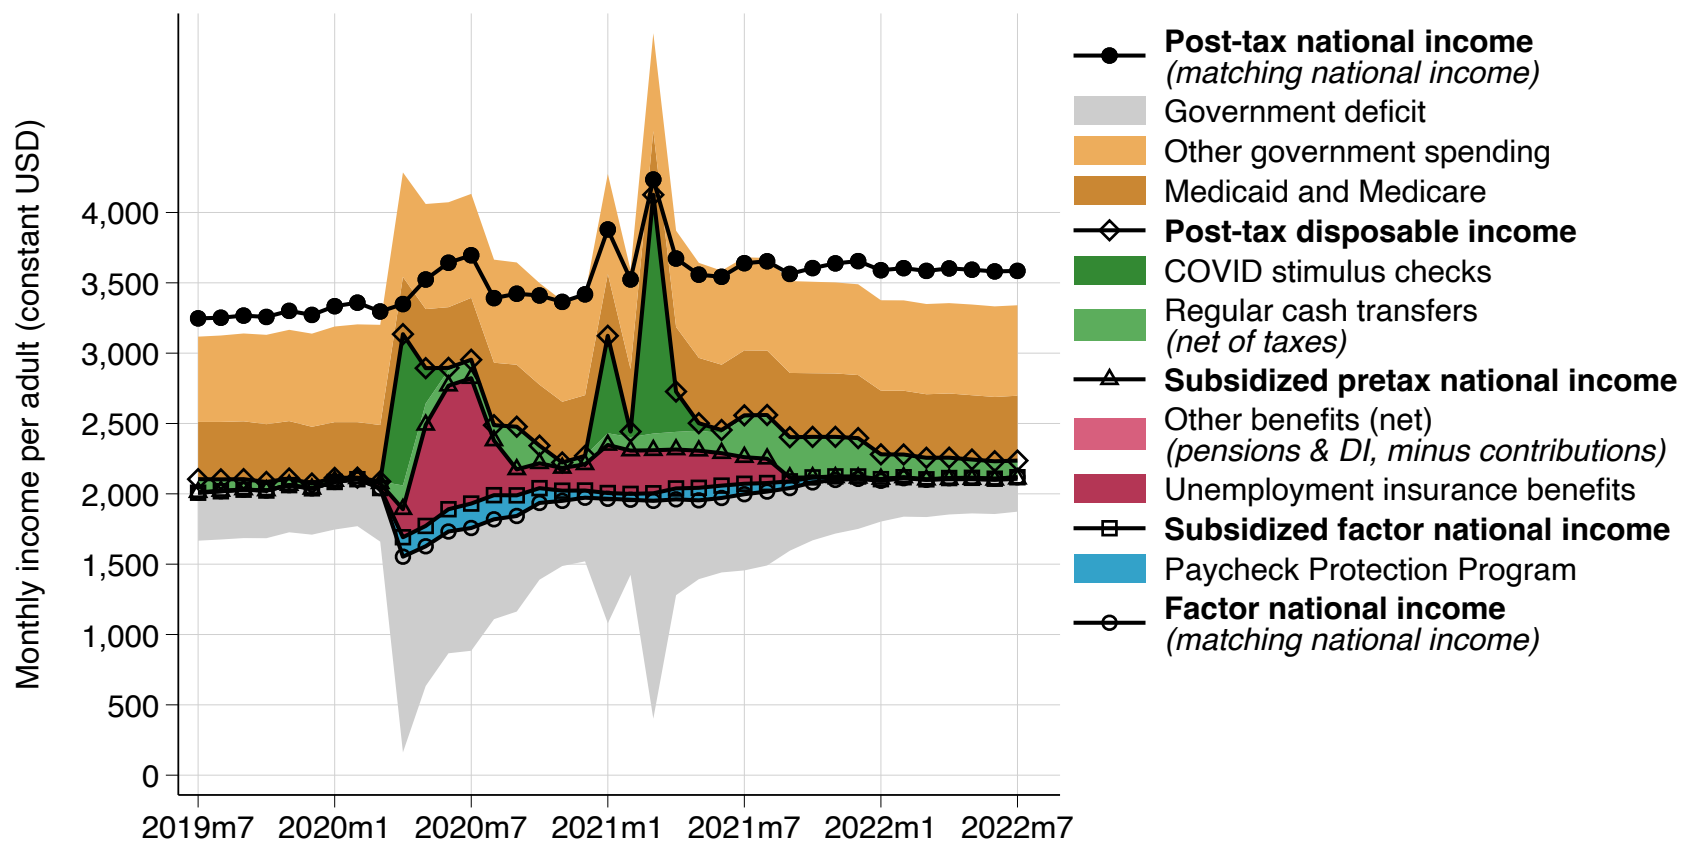 Monthly income per adult (constant USD)
4,000
3,500
3,000
2,500
2,000
1,500
1,000
500
0
2019m7
2020m1
2020m7
2021m1
2021m7
2022m1
2022m7
Post-tax national income
(matching national income)
Government deficit
Other government spending
Medicaid and Medicare
Post-tax disposable income
COVID stimulus checks
Regular cash transfers
(net of taxes)
Subsidized pretax national income
Other benefits (net)
(pensions & DI, minus contributions)
Unemployment insurance benefits
Subsidized factor national income
Paycheck Protection Program
Factor national income
(matching national income)